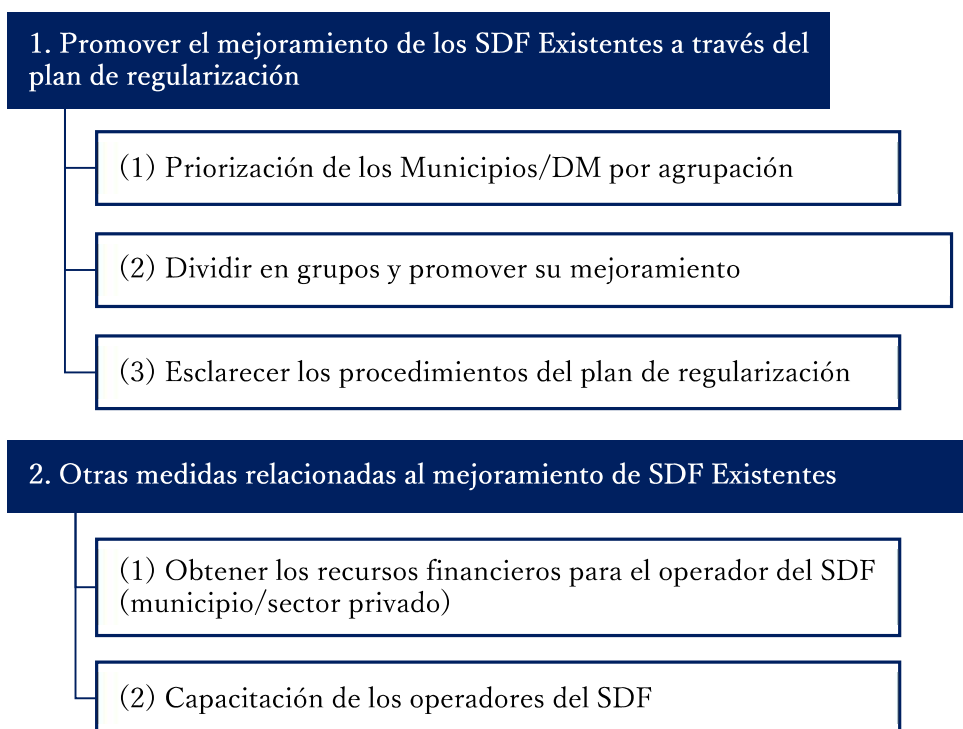 1. Promover el mejoramiento de los SDF Existentes a través del
plan de regularización
(1) Priorización de los Municipios/DM por agrupación
(2) Dividir en grupos y promover su mejoramiento
(3) Esclarecer los procedimientos del plan de regularización
2. Otras medidas relacionadas al mejoramiento de SDF Existentes
(1) Obtener los recursos financieros para el operador del SDF
(municipio/sector privado)
(2) Capacitación de los operadores del SDF